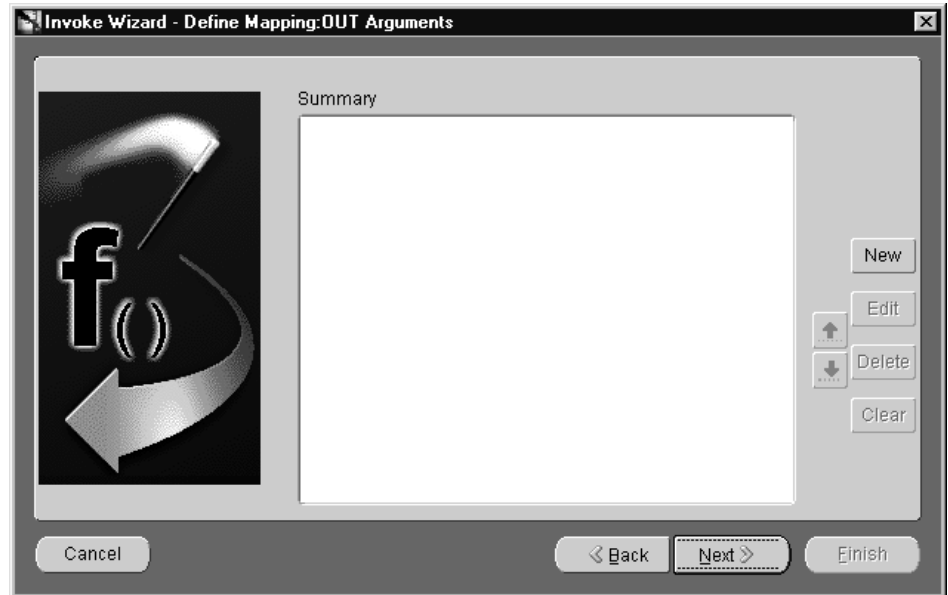 Invoke Wizard - Define Mapping:OUT Arguments
Summary
f()
New
Edit
Delete
Clear
Cancel
Back
Next
Finish